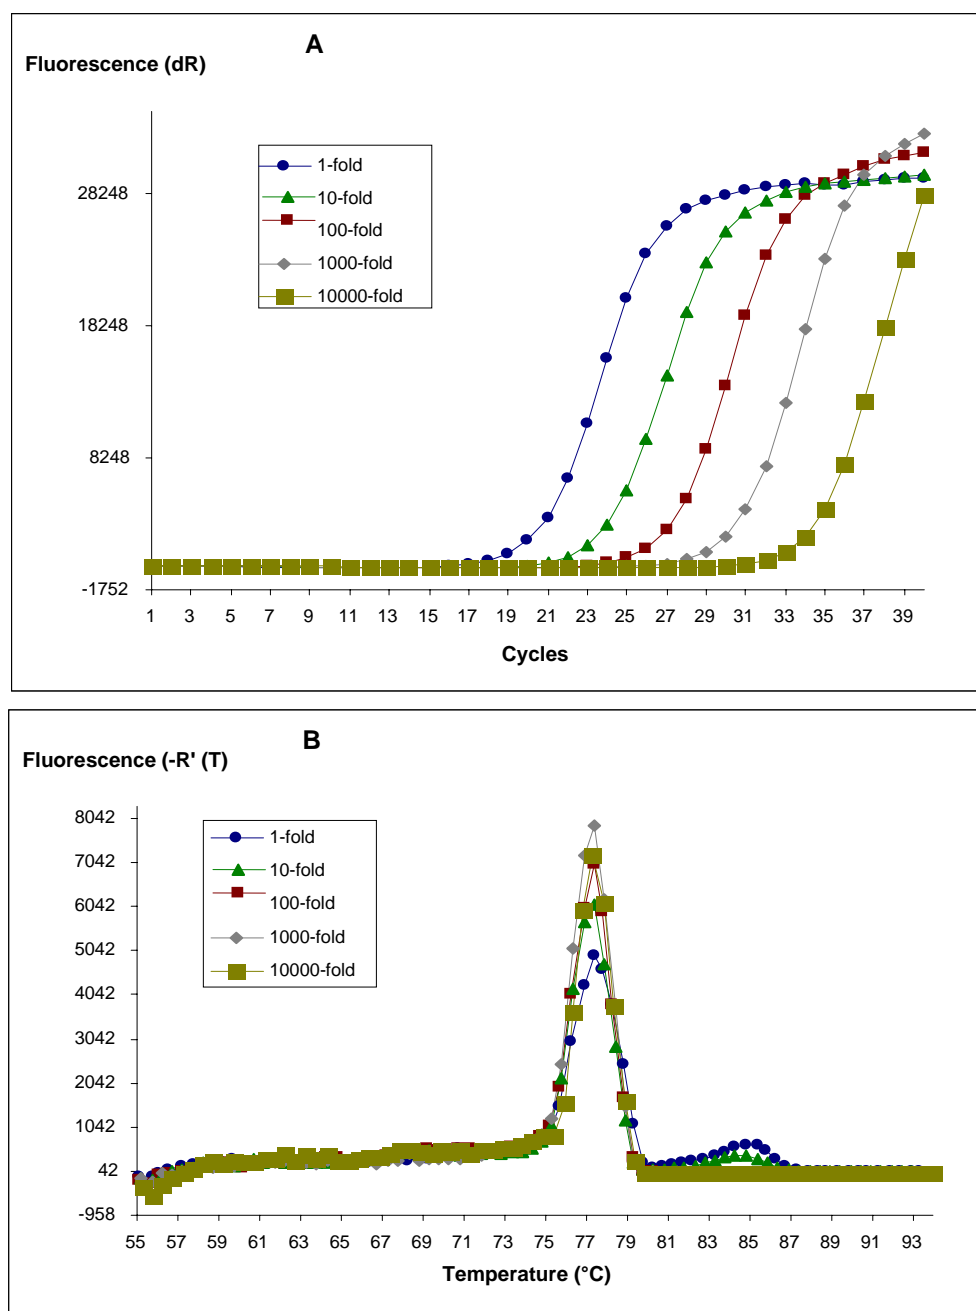 A
Fluorescence (dR)
1-fold
10-fold
100-fold
1000-fold
10000-fold
28248
18248
8248
-1752
1 3 5 7 9 11 13 15 17 19 21 23 25 27 29 31 33 35 37 39
Cycles
B
Fluorescence (-R' (T)
1-fold
10-fold
100-fold
1000-fold
10000-fold
8042
7042
6042
5042
4042
3042
2042
1042
42
-958
55 57 59 61 63 65 67 69 71 73 75 77 79 81 83 85 87 89 91 93
Temperature (°C)